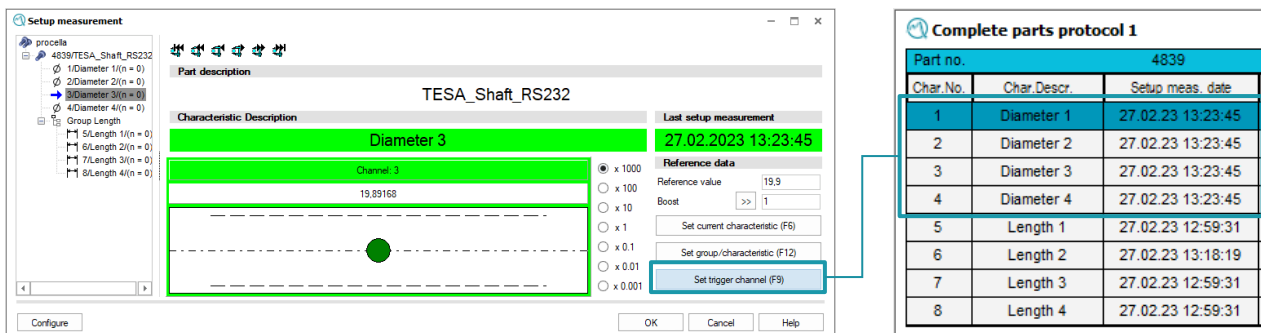 Setup measurement
procella
4839/TESA_Shaft_RS232
1/Diameter 1/(n = 0)
2/Diameter 2/(n = 0)
3/Diameter 3/(n = 0)
4/Diameter 4/(n = 0)
Group Length
5/Length 1/(n = 0)
6/Length 2/(n = 0)
7/Length 3/(n = 0)
8/Length 4/(n = 0)
Part description
TESA_Shaft_RS232
Characteristic Description
Last setup measurement
Diameter 3
27.02.2023 13:23:45
Channel: 3
19,89168
x 1000
x 100
x 10
x 1
x 0.1
x 0.01
x 0.001
Reference data
Reference value 19,9
Boost >> 1
Set current characteristic (F6)
Set group/characteristic (F12)
Set trigger channel (F9)
Configure
OK
Cancel
Help
Complete parts protocol 1
Part no. 4839
Char.No. Char.Descr. Setup meas. date
1 Diameter 1 27.02.23 13:23:45
2 Diameter 2 27.02.23 13:23:45
3 Diameter 3 27.02.23 13:23:45
4 Diameter 4 27.02.23 13:23:45
5 Length 1 27.02.23 12:59:31
6 Length 2 27.02.23 13:18:19
7 Length 3 27.02.23 12:59:31
8 Length 4 27.02.23 12:59:31